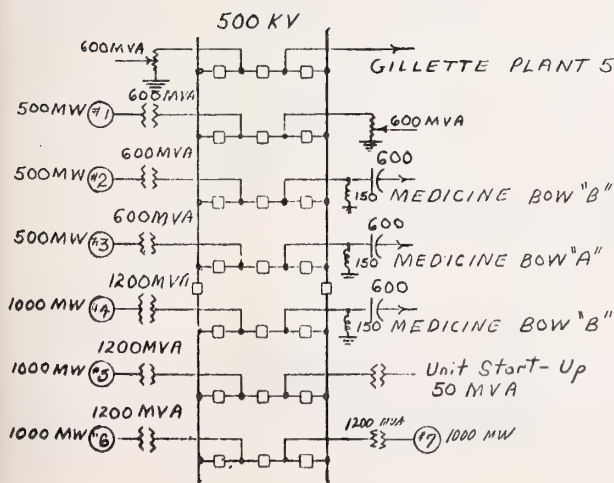 500 KV
600MVA
GILLETTE PLANT 5
600MVA
500MW #1
600MVA
600MVA
500MW #2
600
150 MEDICINE BOW "B"
600MVA
500MW #3
600
150 MEDICINE BOW "A"
1200MVA
1000 MW #4
600
150 MEDICINE BOW "B"
1200MVA
1000MW #5
Unit Start-Up
50 MVA
1200 MVA
1000 MW #6
1200 MVA
#7 1000 MW